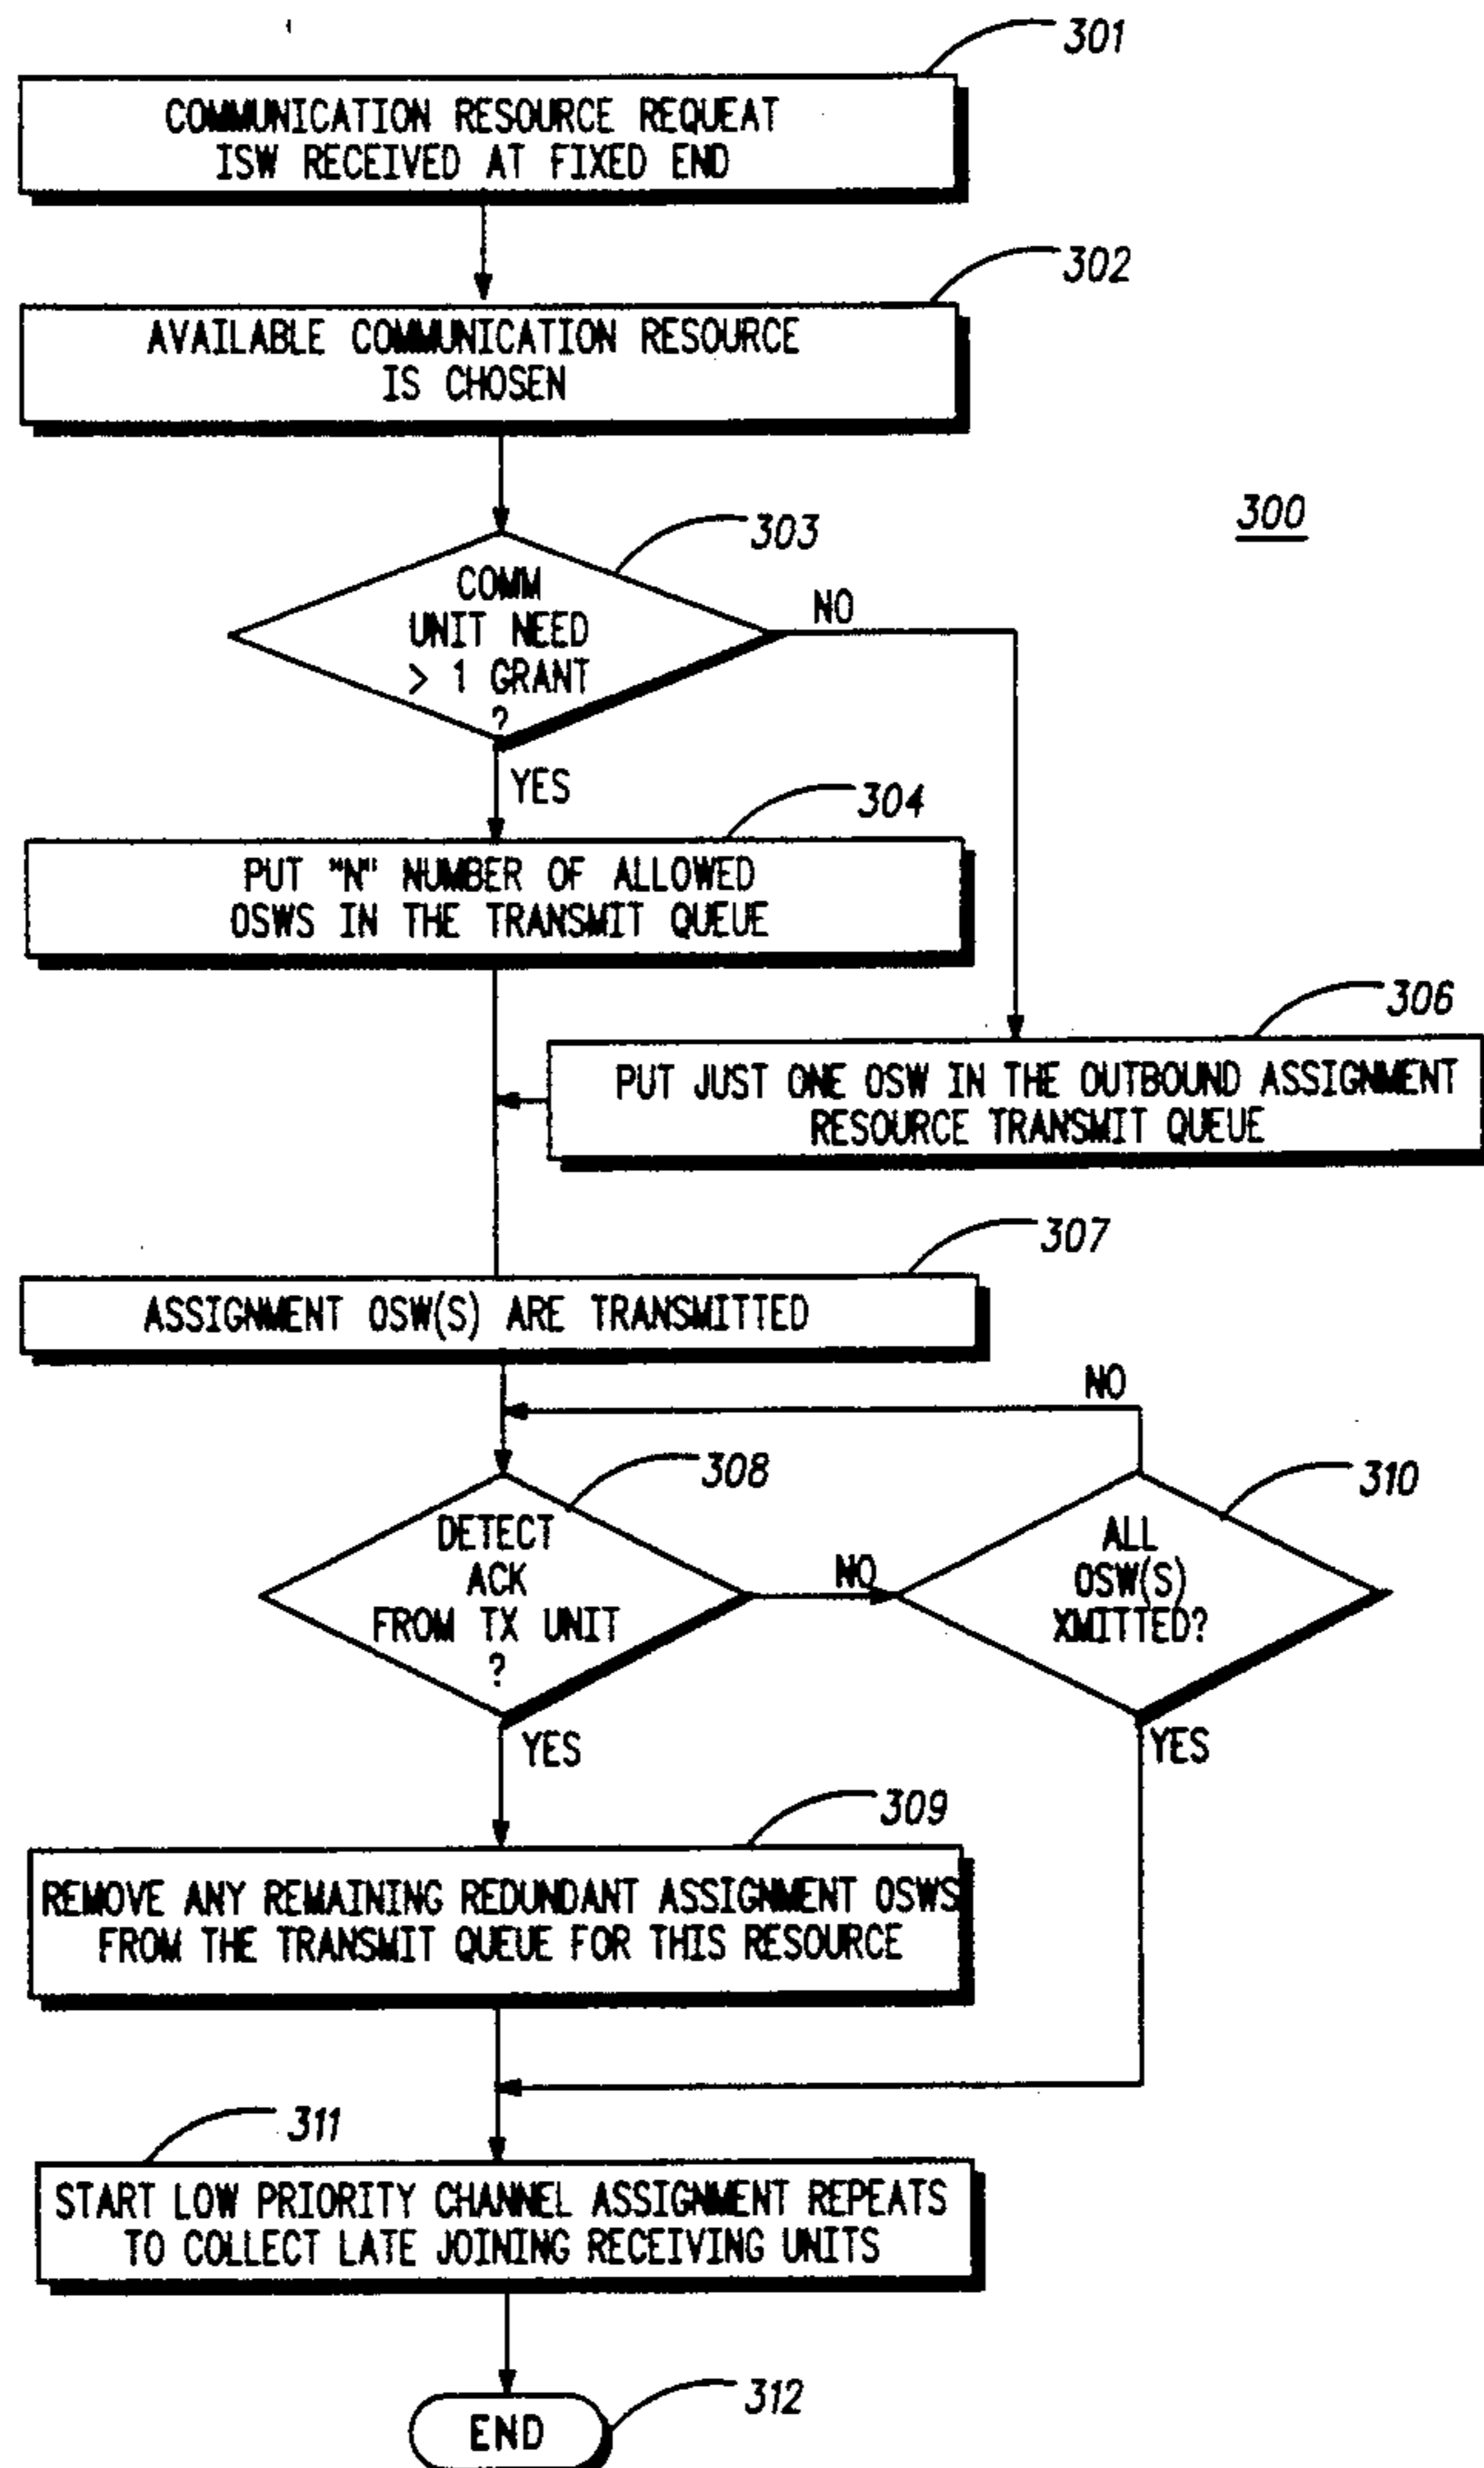 301
COMMUNICATION RESOURCE REQUEAT
ISW RECEIVED AT FIXED END
302
AVAILABLE COMMUNICATION RESOURCE
IS CHOSEN
300
303
COMM
UNIT NEED
> 1 GRANT
?
NO
YES
304
PUT "N" NUMBER OF ALLOWED
OSWS IN THE TRANSMIT QUEUE
306
PUT JUST ONE OSW IN THE OUTBOUND ASSIGNMENT
RESOURCE TRANSMIT QUEUE
307
ASSIGNMENT OSW(S) ARE TRANSMITTED
NO
308
DETECT
ACK
FROM TX UNIT
?
NO
310
ALL
OSW(S)
XMITTED?
YES
YES
309
REMOVE ANY REMAINING REDUNDANT ASSIGNMENT OSWS
FROM THE TRANSMIT QUEUE FOR THIS RESOURCE
311
START LOW PRIORITY CHANNEL ASSIGNMENT REPEATS
TO COLLECT LATE JOINING RECEIVING UNITS
312
END